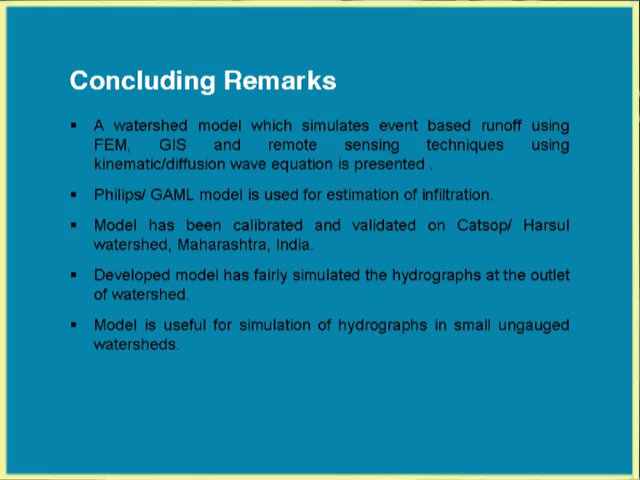 Concluding Remarks
▪ A watershed model which simulates event based runoff using
FEM, GIS and remote sensing techniques using
kinematic/diffusion wave equation is presented .
▪ Philips/ GAML model is used for estimation of infiltration.
▪ Model has been calibrated and validated on Catsop/ Harsul
watershed, Maharashtra, India.
▪ Developed model has fairly simulated the hydrographs at the outlet
of watershed.
▪ Model is useful for simulation of hydrographs in small ungauged
watersheds.